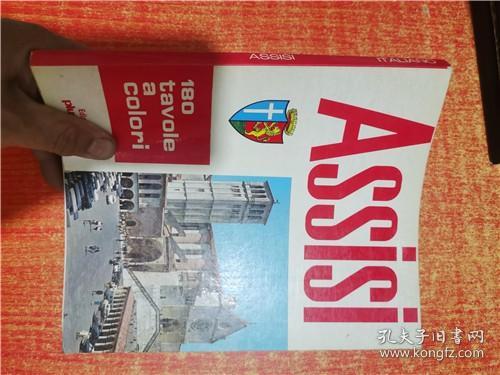 ASSISI
ITALIANO
Assisi
180
tavole
a
colori
孔夫子旧书网
www.kongfz.com